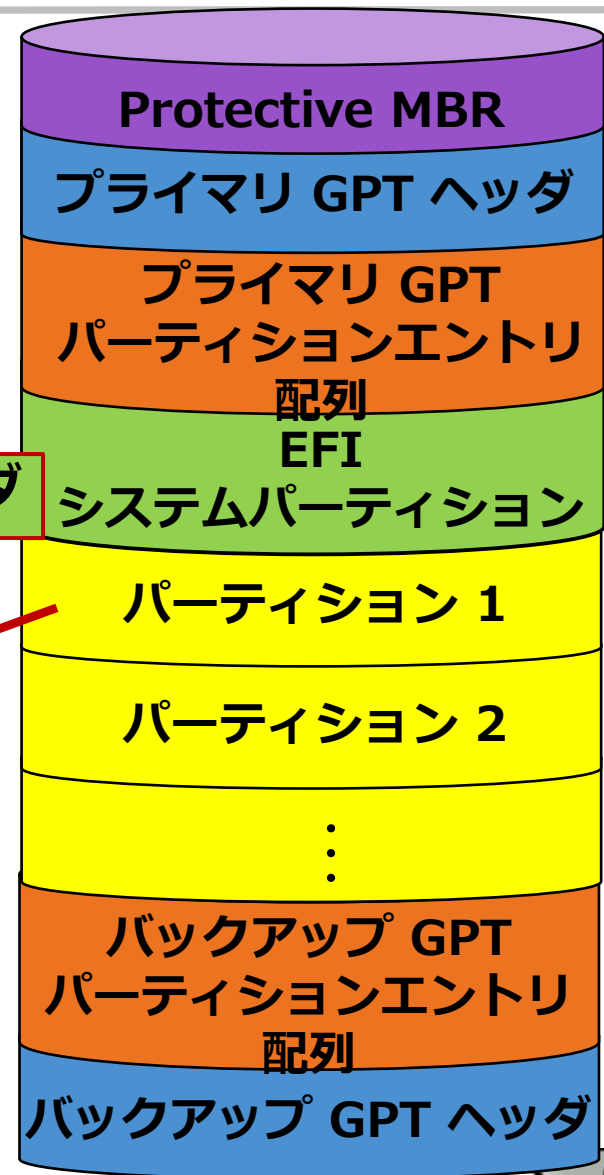 Protective MBR
プライマリ GPT ヘッダ
プライマリ GPT
パーティションエントリ
配列
EFI
システムパーティション
ダ
パーティション 1
パーティション 2
:
バックアップ GPT
パーティションエントリ
配列
バックアップ GPT ヘッダ